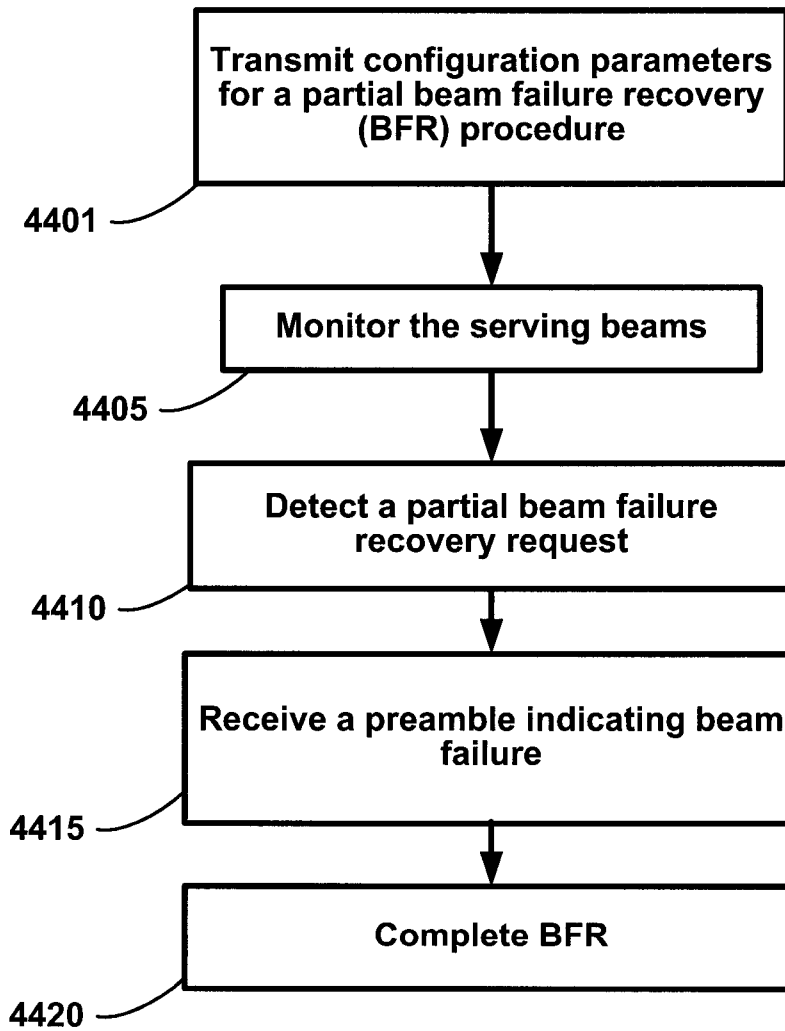 Transmit configuration parameters
for a partial beam failure recovery
(BFR) procedure
4401
Monitor the serving beams
4405
Detect a partial beam failure
recovery request
4410
Receive a preamble indicating beam
failure
4415
Complete BFR
4420